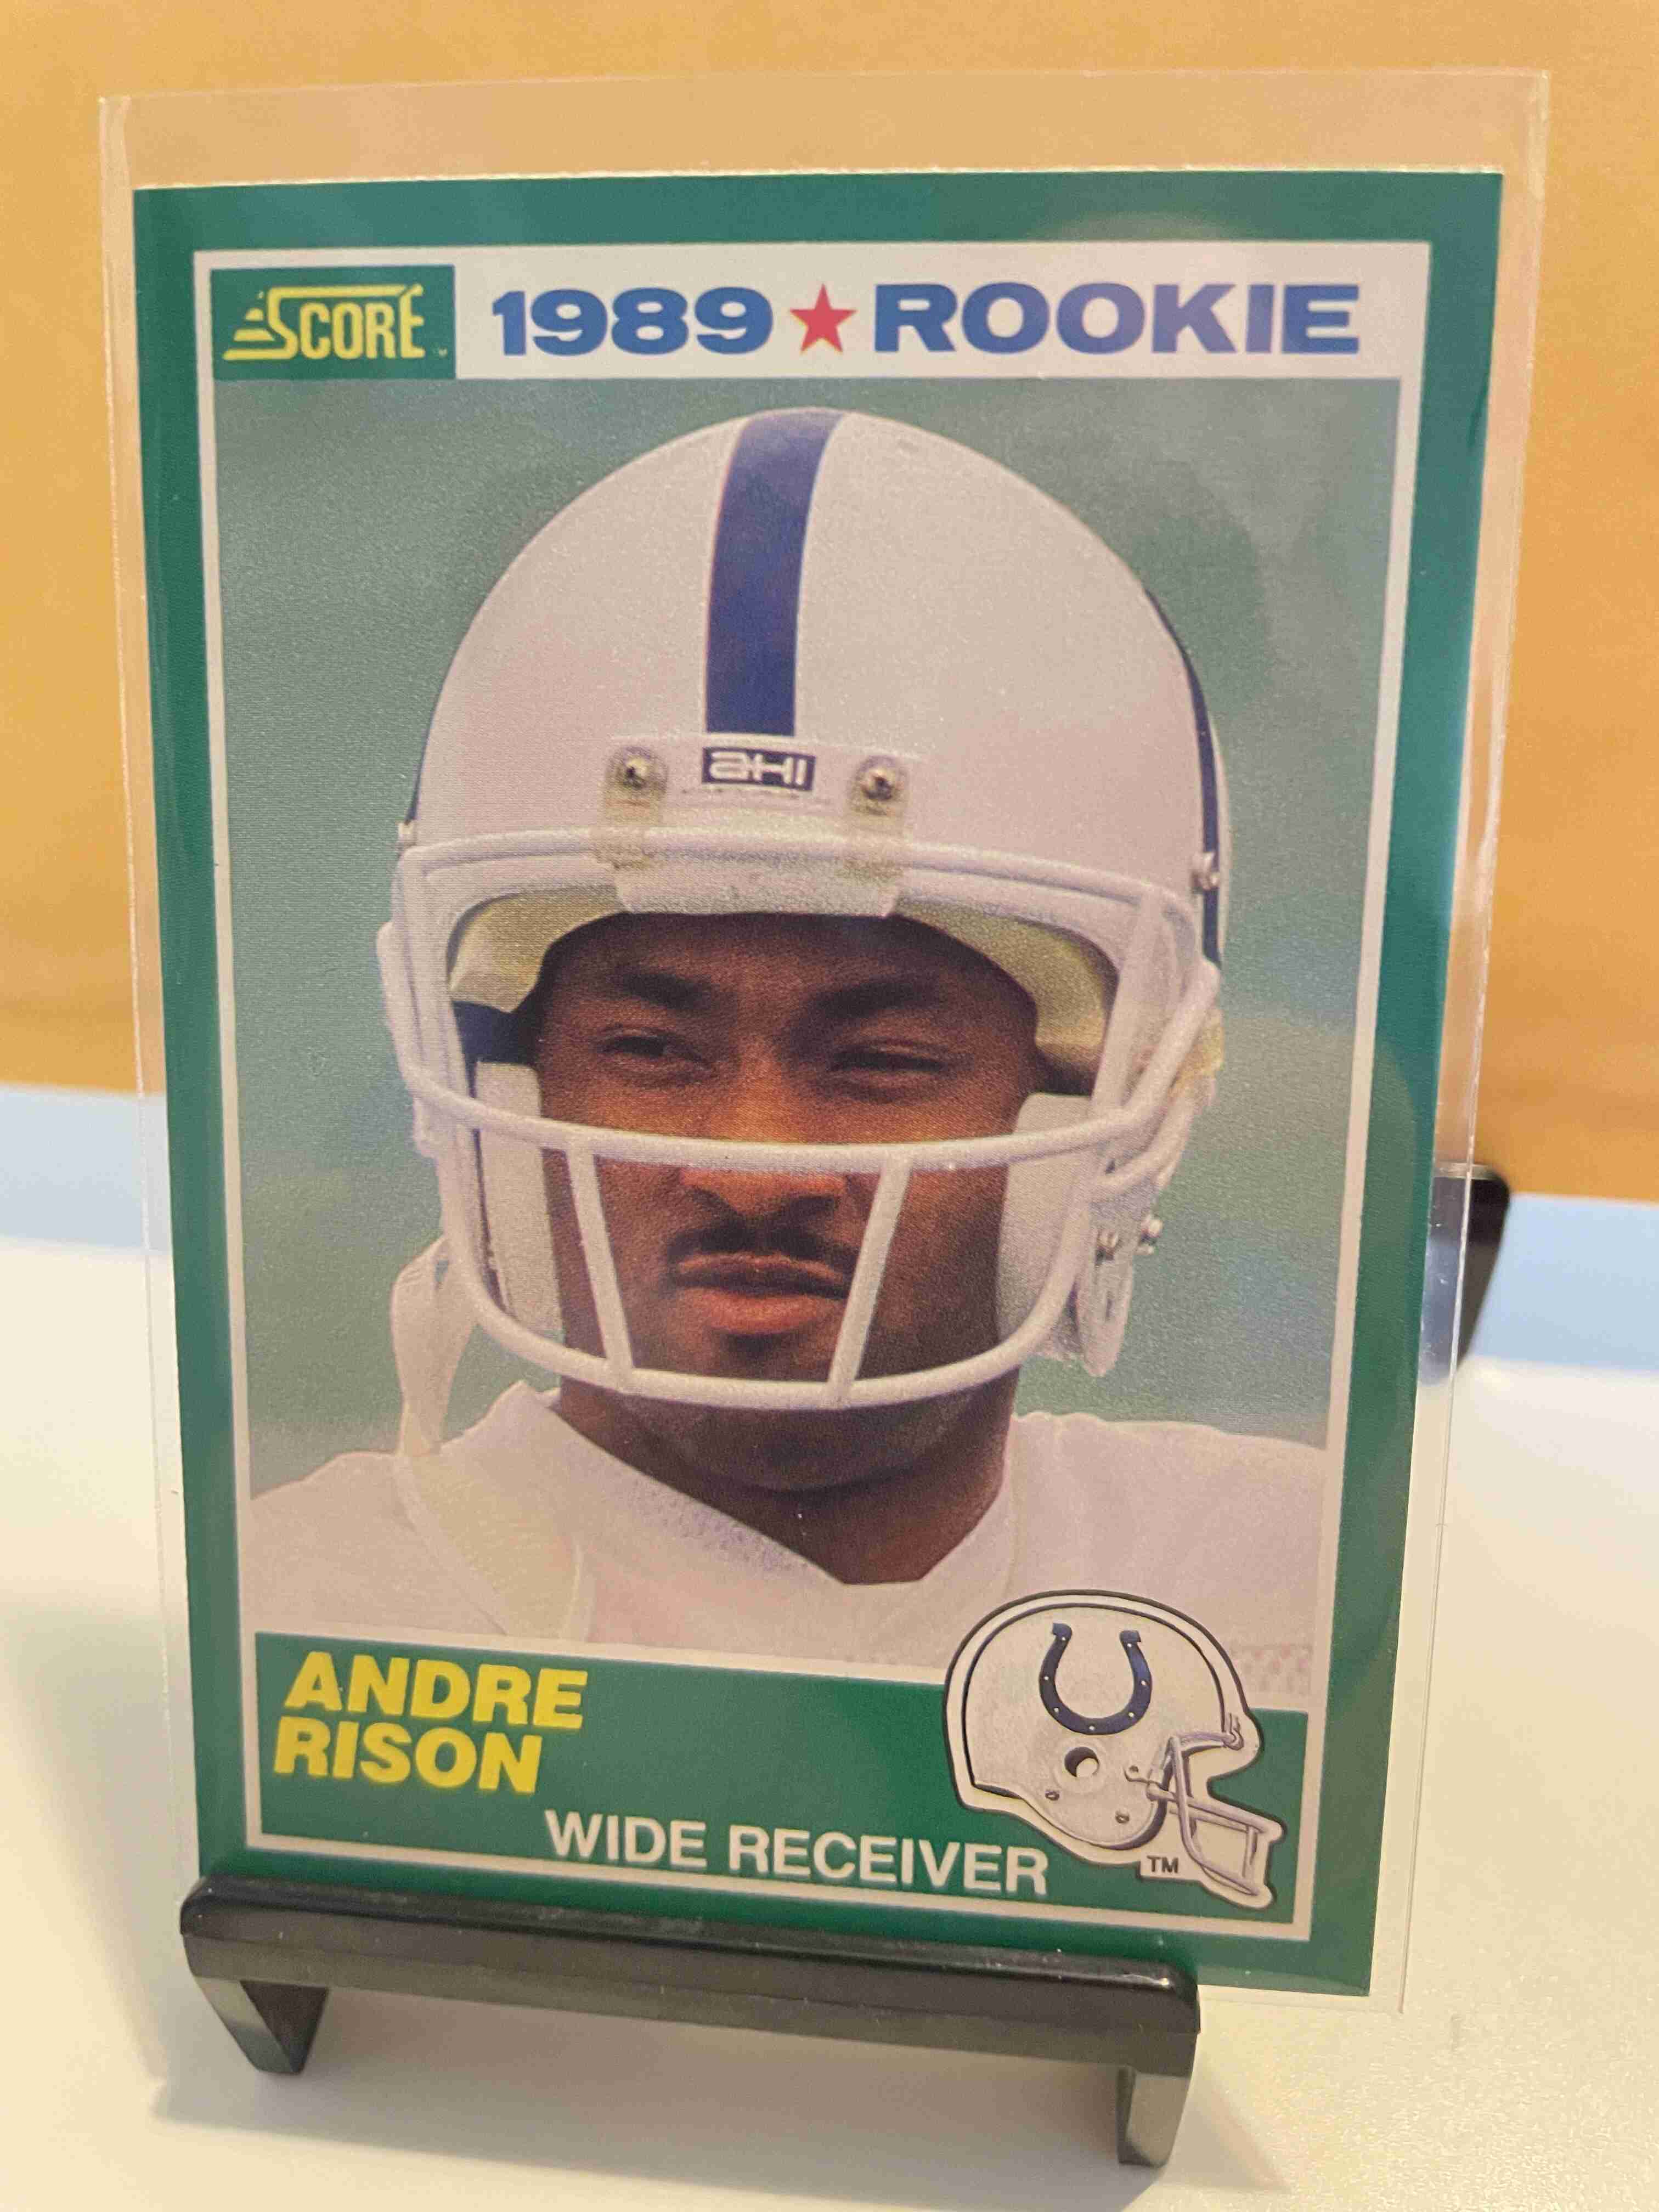 SCORE
1989 ★ ROOKIE
aHI
ANDRE
RISON
WIDE RECEIVER
TM